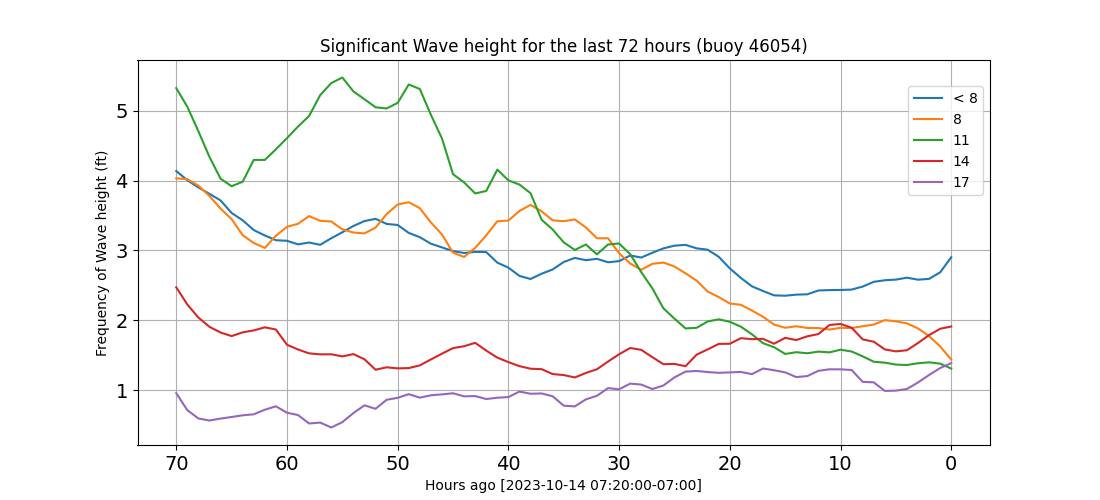 Significant Wave height for the last 72 hours (buoy 46054)
Frequency of Wave height (ft)
5
4
3
2
1
< 8
8
11
14
17
70 60 50 40 30 20 10 0
Hours ago [2023-10-14 07:20:00-07:00]